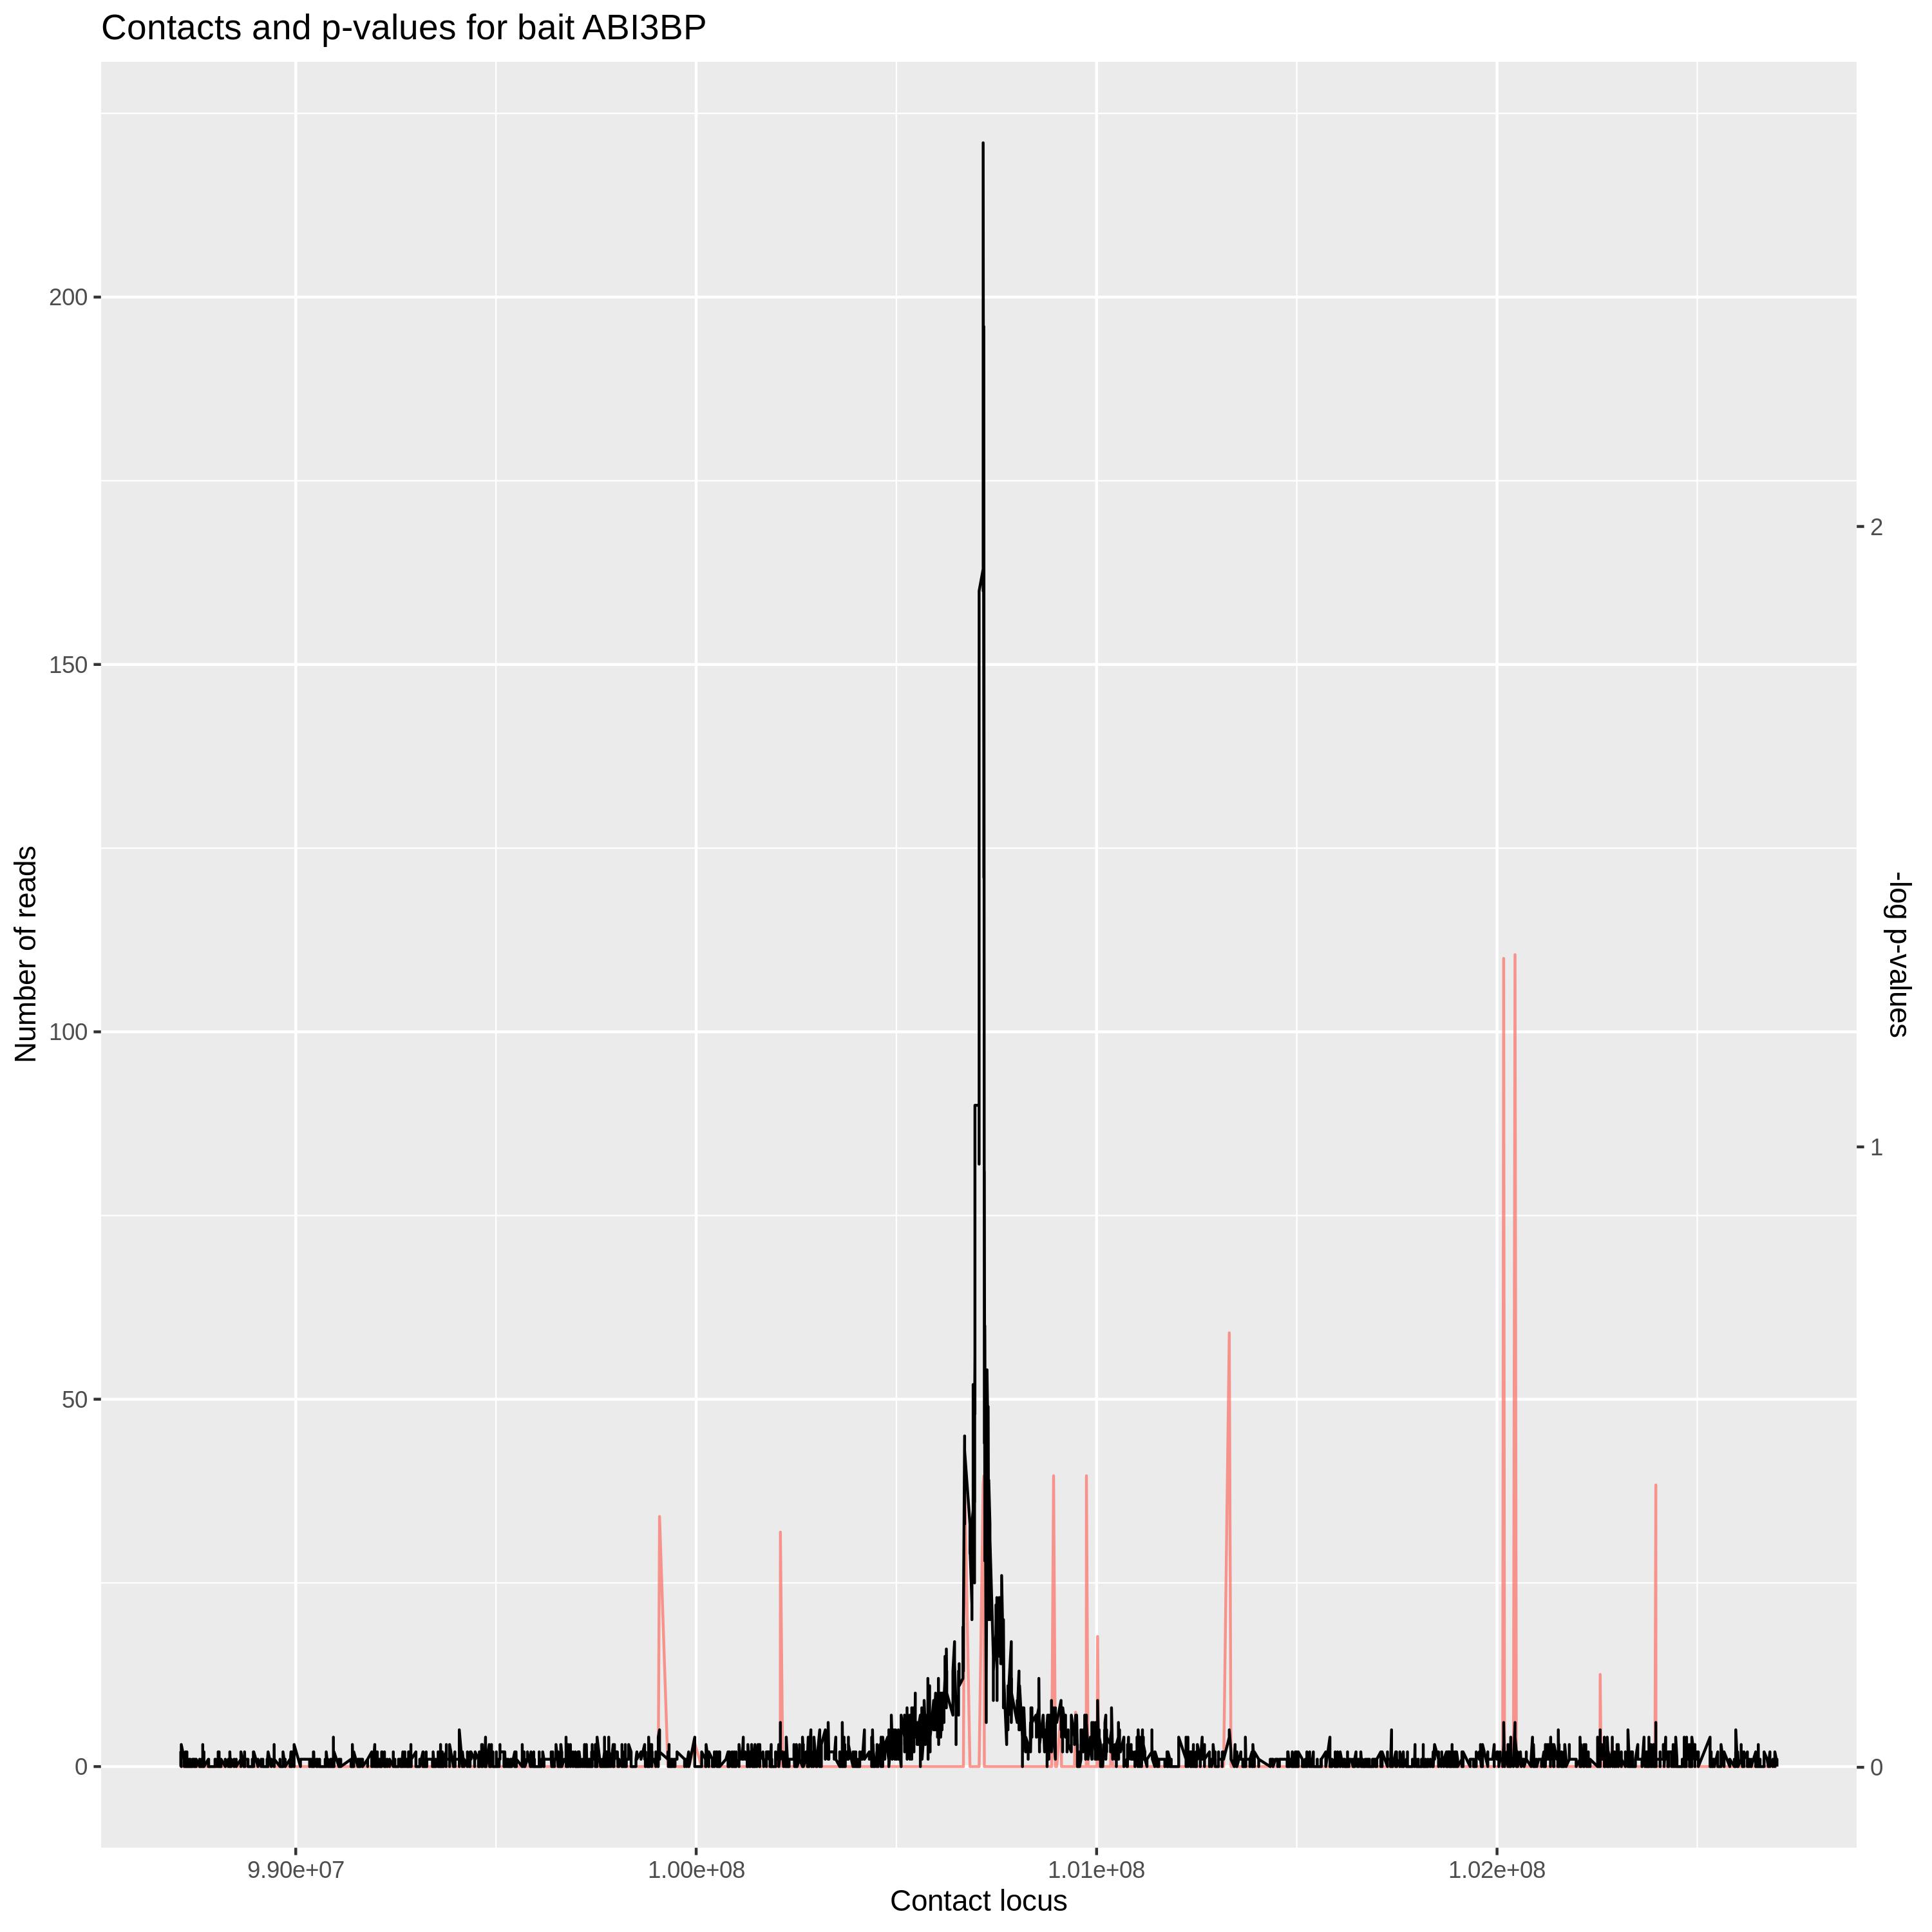 Contacts and p-values for bait ABI3BP
200
150
100
50
0
Number of reads
2
1
0
-log p-values
9.90e+07
1.00e+08
1.01e+08
1.02e+08
Contact locus